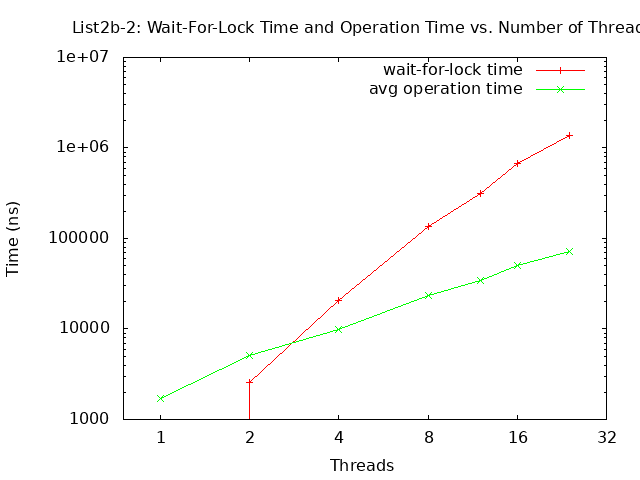 List2b-2: Wait-For-Lock Time and Operation Time vs. Number of Threa
1e+07
wait-for-lock time
avg operation time
1e+06
100000
10000
1000
Time (ns)
1 2 4 8 16 32
Threads